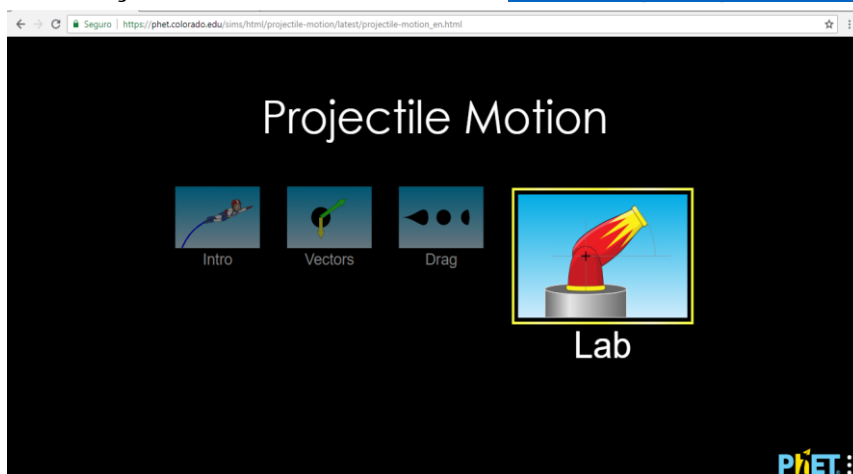 Seguro https://phet.colorado.edu/sims/html/projectile-motion/latest/projectile-motion_en.html
Projectile Motion
Intro Vectors Drag
Lab
PhET